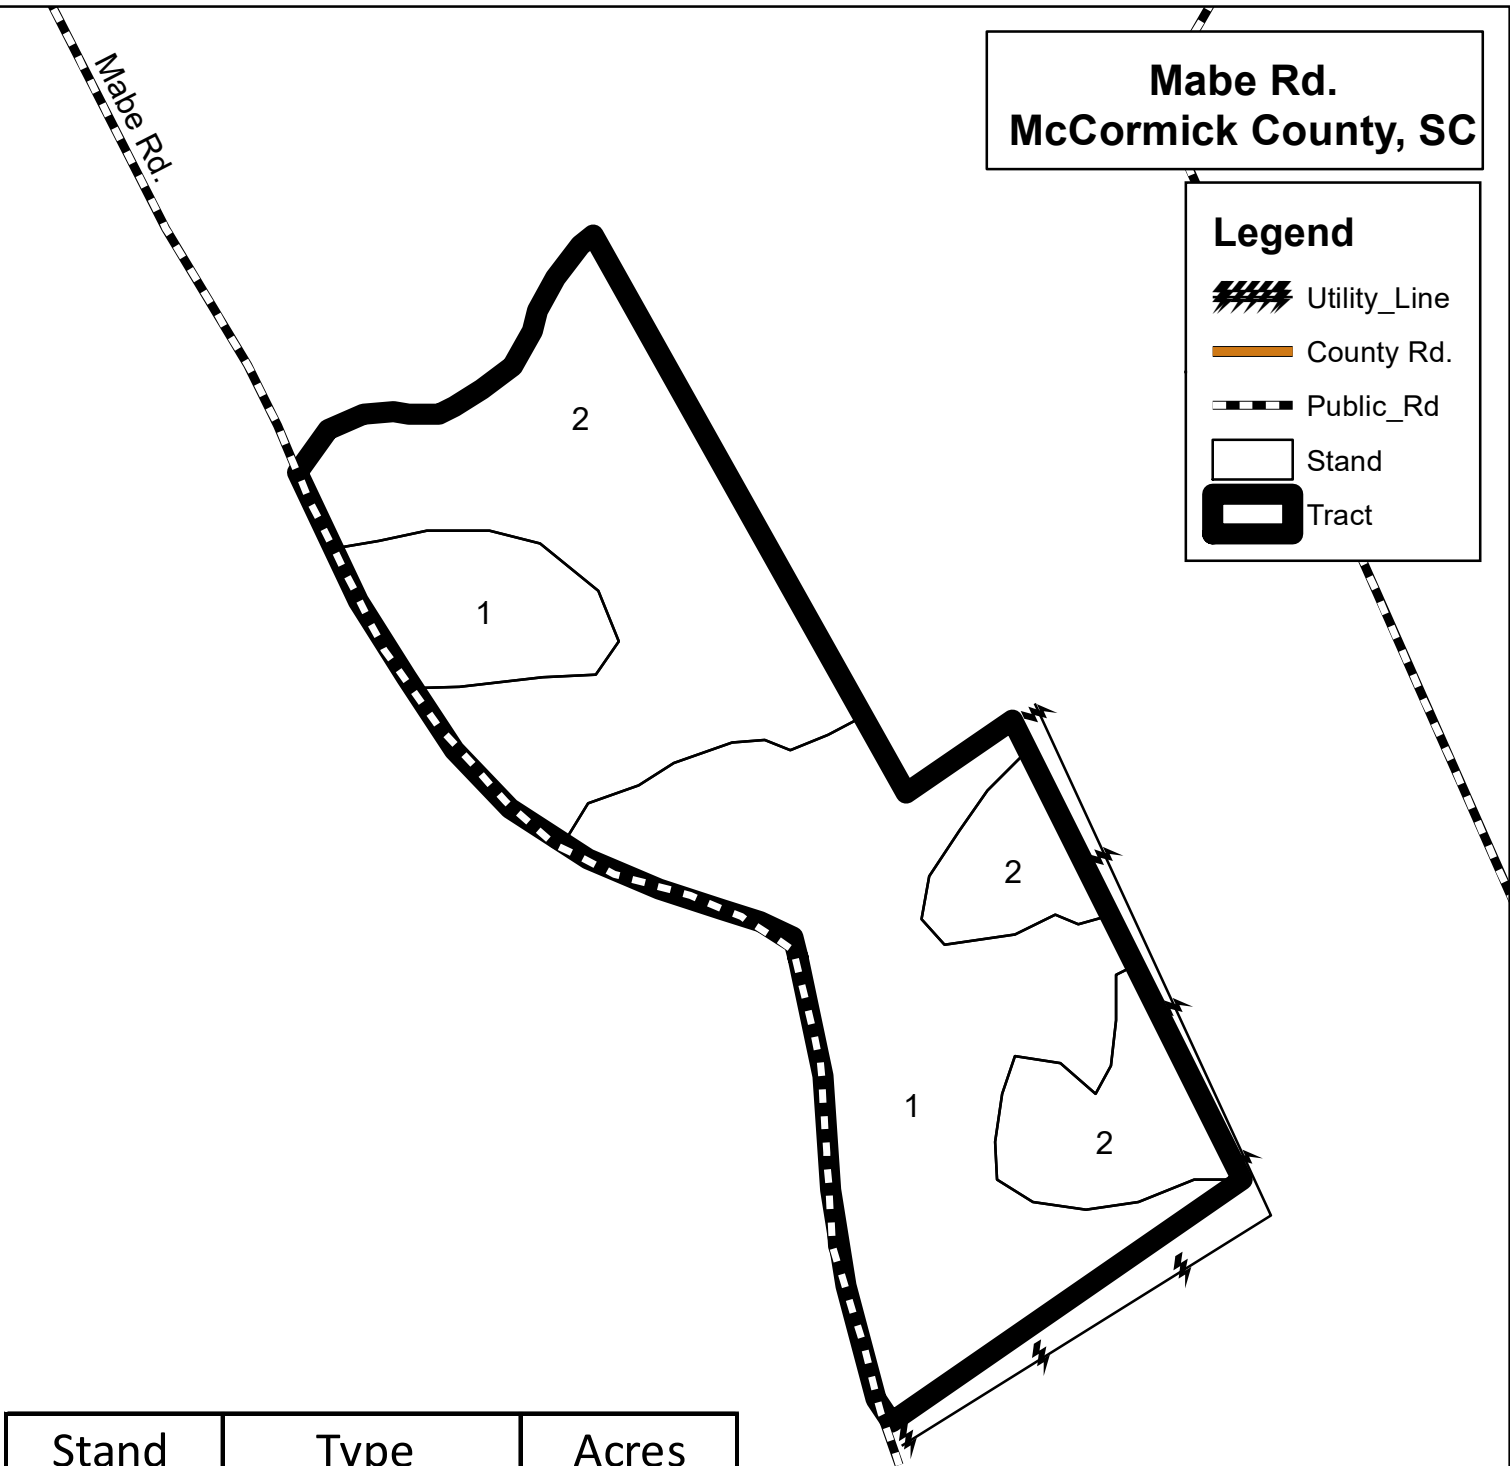 Mabe Rd.
McCormick County, SC
Mabe Rd.
Legend
Utility_Line
County Rd.
Public_Rd
Stand
Tract
2
1
2
1
2
Stand Type Acres